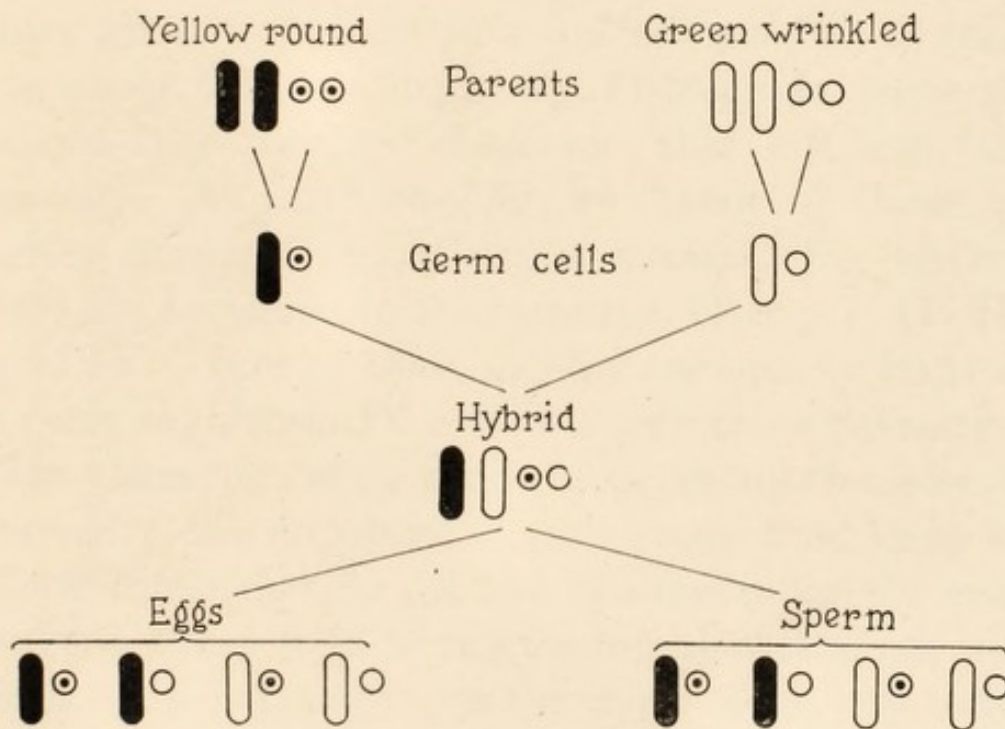 Yellow round
Green wrinkled
Parents
Germ cells
Hybrid
Eggs
Sperm